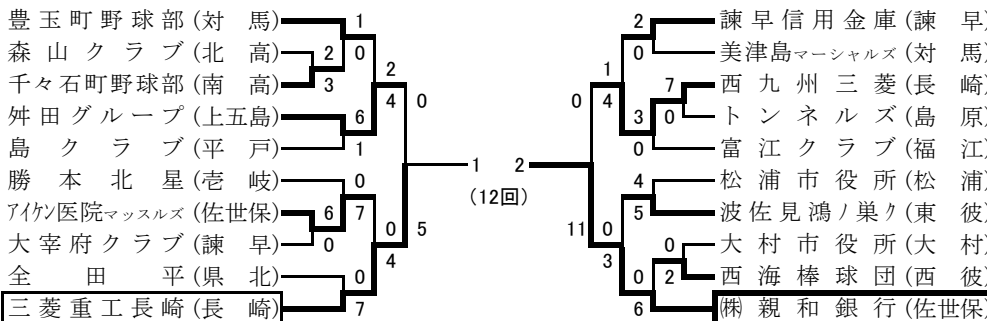 豊玉町野球部(対馬)
森山クラブ(北高)
千々石町野球部(南高)
舛田グループ(上五島)
島クラブ(平戸)
勝本北星(壱岐)
アイケン医院マッスルズ(佐世保)
大宰府クラブ(諫早)
全田平(県北)
三菱重工長崎(長崎)
1
2 0
3
2
4 0
6
1
0
6 7
0
0 5
4
0
7
1 2
(12回)
2
0
1
0 4
7
3 0
0
4
5
11 0
3
0
0 2
6
諫早信用金庫(諫早)
美津島マーシャルズ(対馬)
西九州三菱(長崎)
トンネルズ(島原)
富江クラブ(福江)
松浦市役所(松浦)
波佐見鴻ノ巣ク(東彼)
大村市役所(大村)
西海棒球団(西彼)
㈱親和銀行(佐世保)